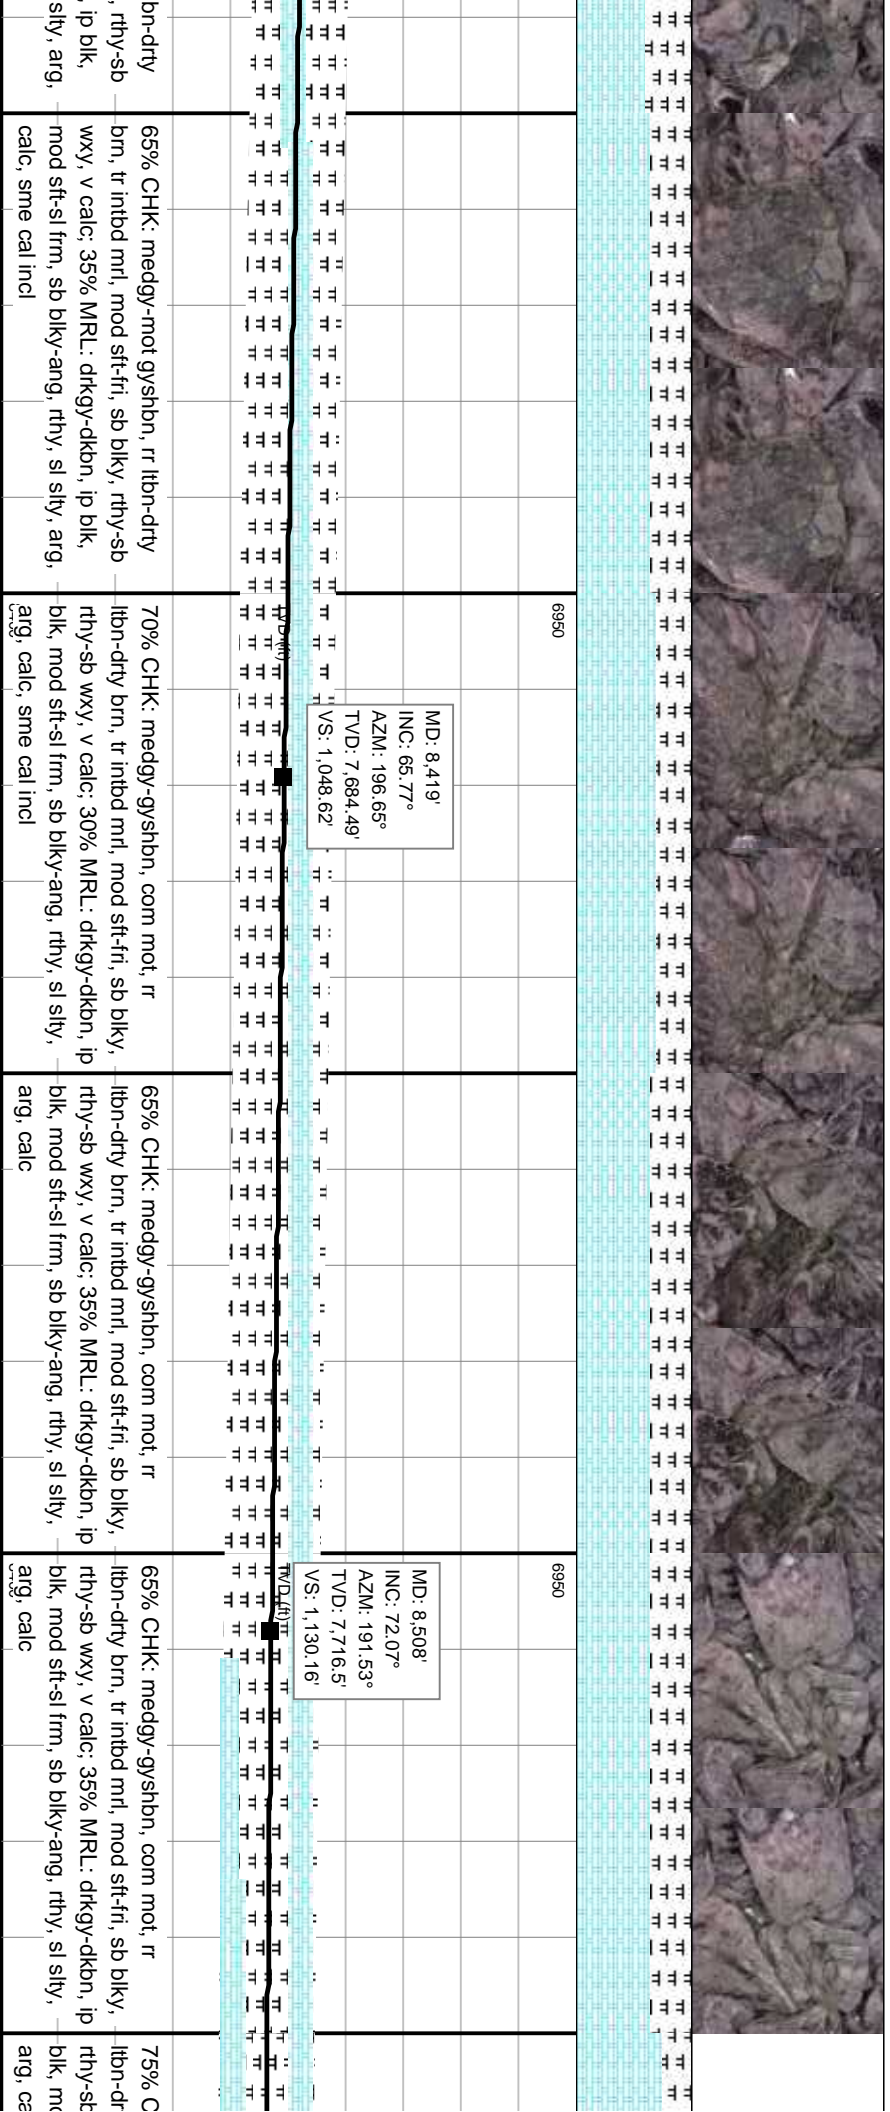 bn-drty
, rthy-sb
, ip blk,
slty, arg,
65% CHK: medgy-mot gyshbn, rr ltbn-drty
brn, tr intbd mrl, mod sft-fri, sb blky, rthy-sb
wxy, v calc; 35% MRL: drkgy-dkbn, ip blk,
mod sft-sl frm, sb blky-ang, rthy, sl slty, arg,
calc, sme cal incl
6950
TVD (ft)
MD: 8,419'
INC: 65.77°
AZM: 196.65°
TVD: 7,684.49'
VS: 1,048.62'
70% CHK: medgy-gyshbn, com mot, rr
ltbn-drty brn, tr intbd mrl, mod sft-fri, sb blky,
rthy-sb wxy, v calc; 30% MRL: drkgy-dkbn, ip
blk, mod sft-sl frm, sb blky-ang, rthy, sl slty,
arg, calc, sme cal incl
65% CHK: medgy-gyshbn, com mot, rr
ltbn-drty brn, tr intbd mrl, mod sft-fri, sb blky,
rthy-sb wxy, v calc; 35% MRL: drkgy-dkbn, ip
blk, mod sft-sl frm, sb blky-ang, rthy, sl slty,
arg, calc
6950
TVD (ft)
MD: 8,508'
INC: 72.07°
AZM: 191.53°
TVD: 7,716.5'
VS: 1,130.16'
65% CHK: medgy-gyshbn, com mot, rr
ltbn-drty brn, tr intbd mrl, mod sft-fri, sb blky,
rthy-sb wxy, v calc; 35% MRL: drkgy-dkbn, ip
blk, mod sft-sl frm, sb blky-ang, rthy, sl slty,
arg, calc
75% C
ltbn-dr
rthy-sb
blk, mo
arg, ca